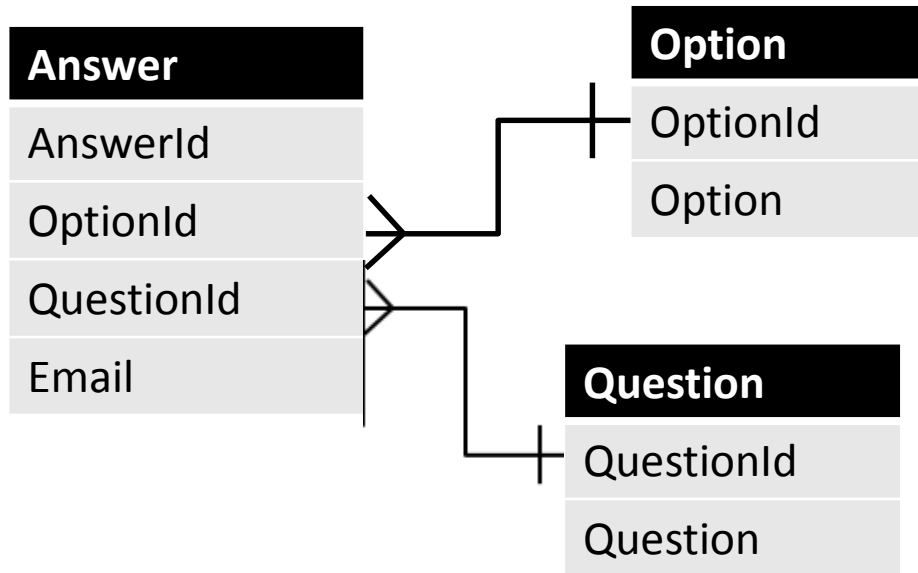 Answer
AnswerId
OptionId
QuestionId
Email
Option
OptionId
Option
Question
QuestionId
Question